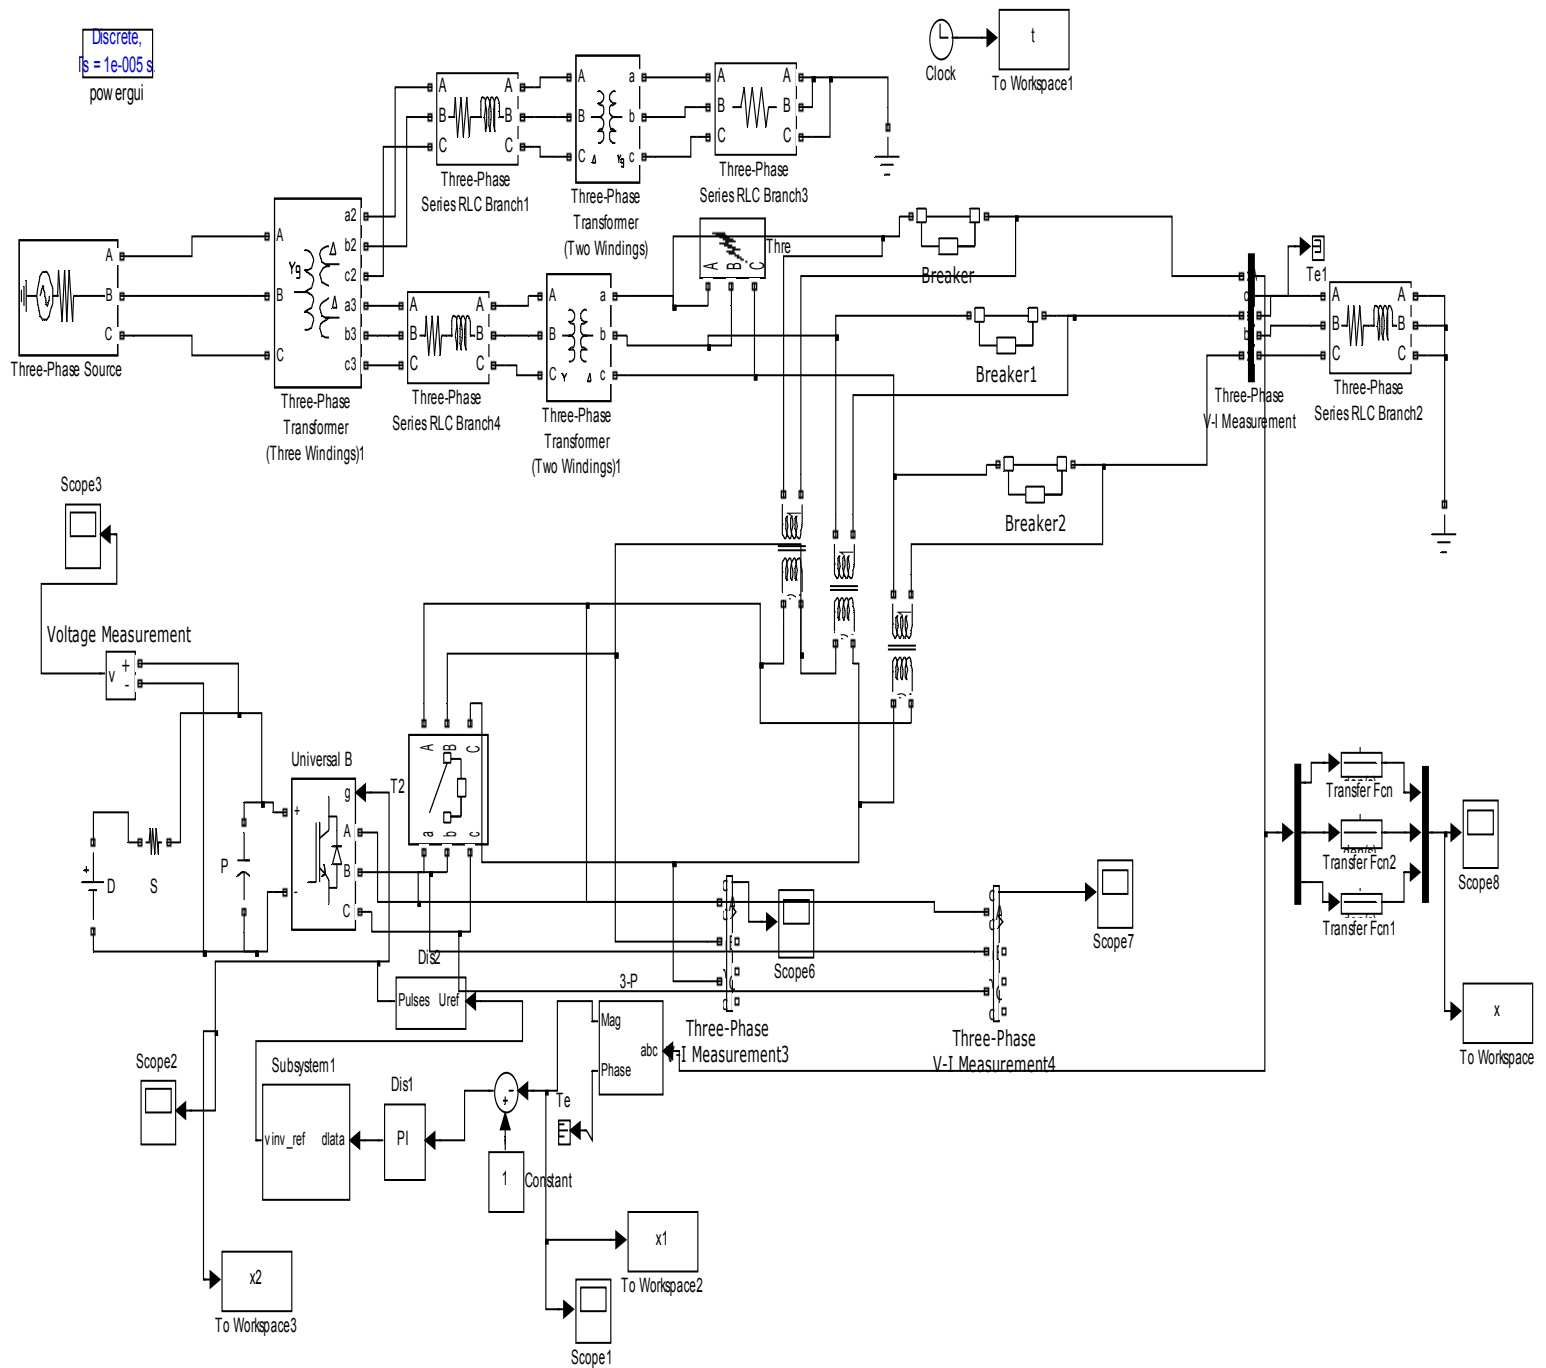 Discrete,
s = 1e-005 s.
powergui
Clock
t
To Workspace1
A
B
C
A
B
C
Three-Phase
Series RLC Branch1
A
B
C
a
b
c
Δ
Yg
Three-Phase
Transformer
(Two Windings)
A
B
C
A
B
C
Three-Phase
Series RLC Branch3
A
B
C
Three-Phase Source
A
B
C
Yg
Δ
Δ
a2
b2
c2
a3
b3
c3
Three-Phase
Transformer
(Three Windings)1
A
B
C
A
B
C
Three-Phase
Series RLC Branch4
A
B
C
a
b
c
Y
Δ
Three-Phase
Transformer
(Two Windings)1
A
B
C
Thre
Breaker
Breaker1
Breaker2
Three-Phase
V-I Measurement
Te1
A
B
C
A
B
C
Three-Phase
Series RLC Branch2
Scope3
Voltage Measurement
v
+
-
+
D
S
P
Universal B
g
+
-
A
B
C
T2
A
B
C
a
b
c
Dis2
Pulses
Uref
3-P
Mag
Phase
abc
Three-Phase
-I Measurement3
Scope6
Three-Phase
V-I Measurement4
Scope7
Transfer Fcn
Transfer Fcn2
Transfer Fcn1
Scope8
x
To Workspace
Scope2
Subsystem1
vinv_ref
dlata
Dis1
PI
-
+
1
Constant
Te
x1
To Workspace2
x2
To Workspace3
Scope1